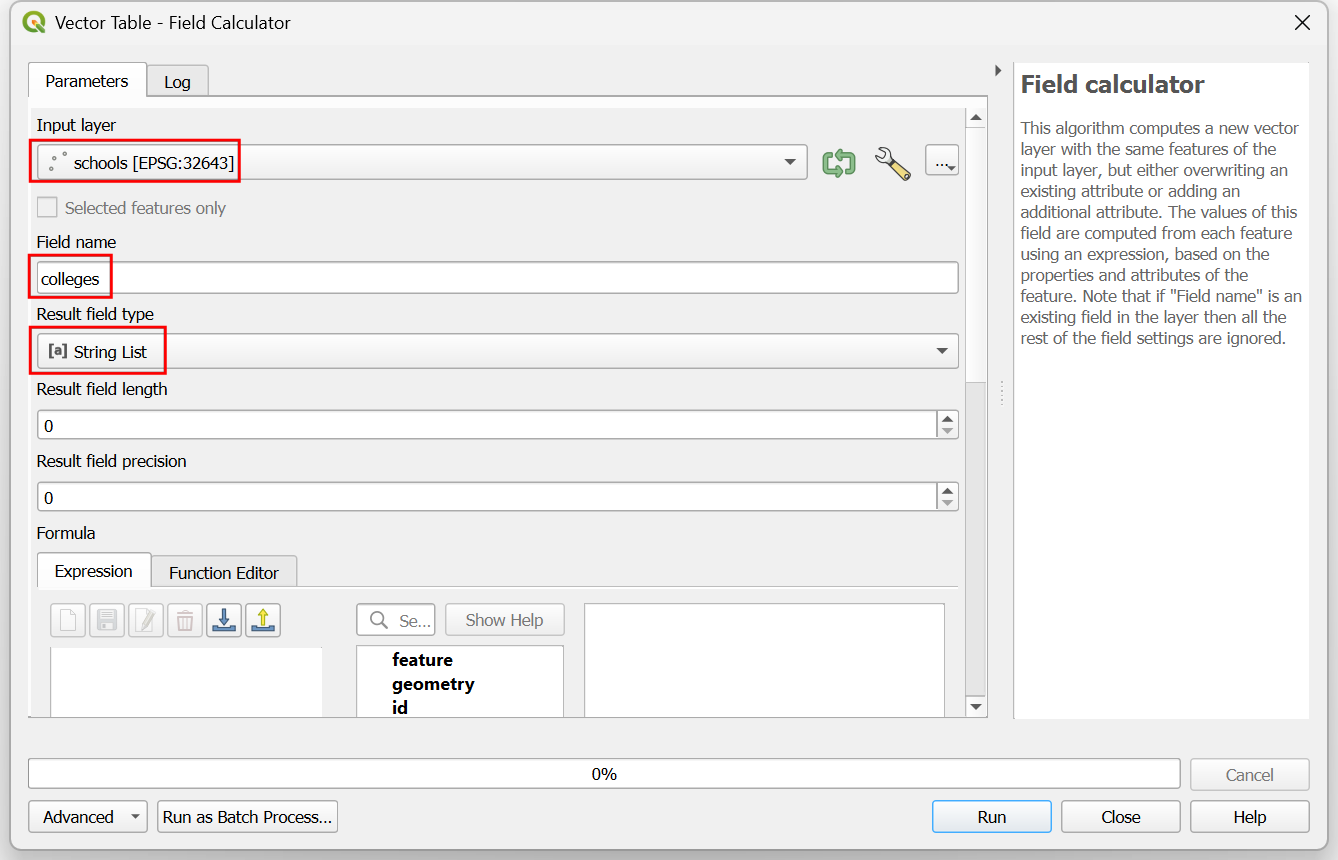 Vector Table - Field Calculator
Parameters
Log
Input layer
schools [EPSG:32643]
...
Selected features only
Field name
colleges
Result field type
[a] String List
Result field length
0
Result field precision
0
Formula
Expression
Function Editor
Se...
Show Help
feature
geometry
id
Field calculator
This algorithm computes a new vector
layer with the same features of the
input layer, but either overwriting an
existing attribute or adding an
additional attribute. The values of this
field are computed from each feature
using an expression, based on the
properties and attributes of the
feature. Note that if "Field name" is an
existing field in the layer then all the
rest of the field settings are ignored.
0%
Cancel
Advanced
Run as Batch Process...
Run
Close
Help